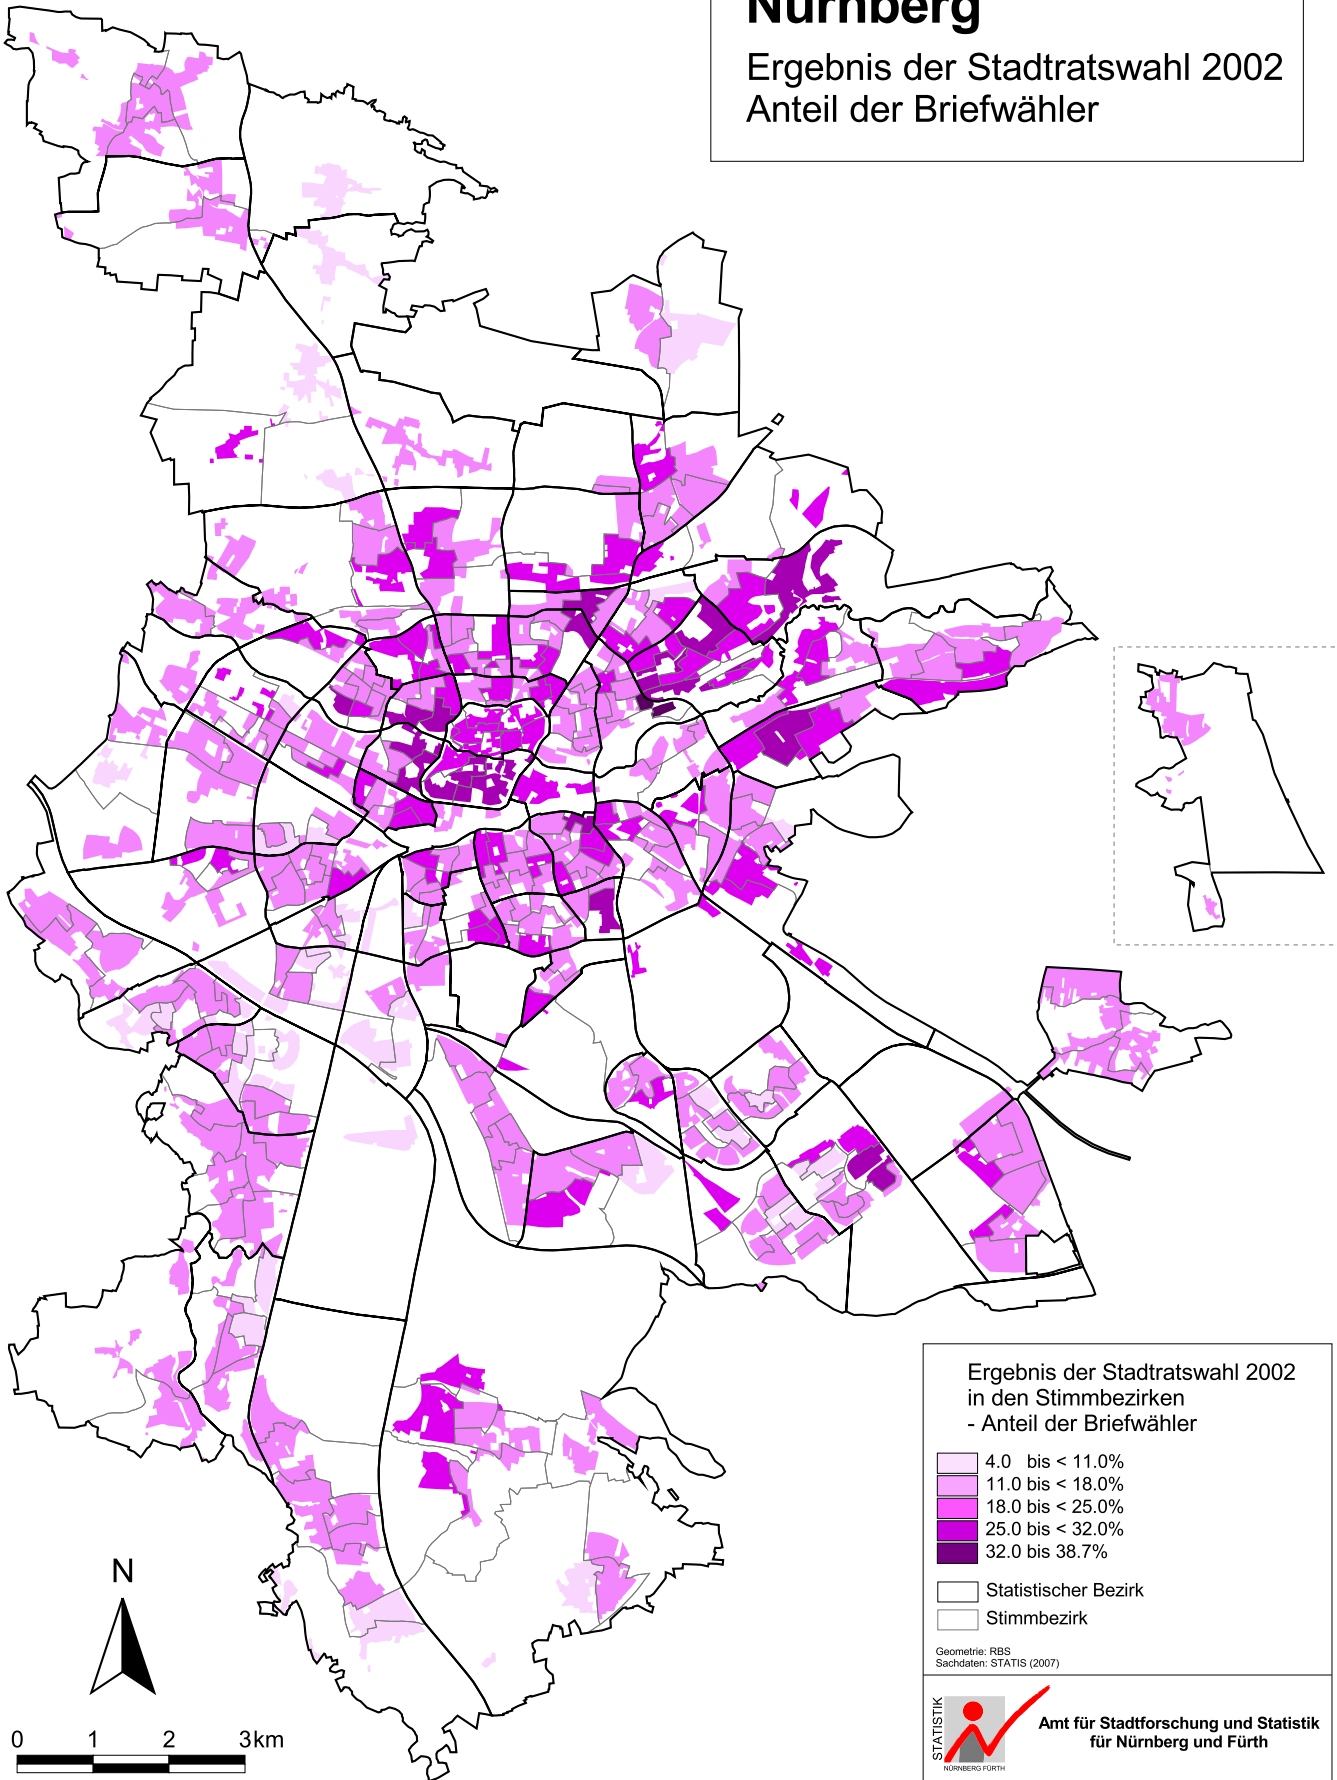 Nürnberg
Ergebnis der Stadtratswahl 2002
Anteil der Briefwähler
Ergebnis der Stadtratswahl 2002
in den Stimmbezirken
- Anteil der Briefwähler
4.0 bis < 11.0%
11.0 bis < 18.0%
18.0 bis < 25.0%
25.0 bis < 32.0%
32.0 bis 38.7%
Statistischer Bezirk
Stimmbezirk
Geometrie: RBS
Sachdaten: STATIS (2007)
STATISTIK
NÜRNBERG FÜRTH
Amt für Stadtforschung und Statistik
für Nürnberg und Fürth
N
0 1 2 3km